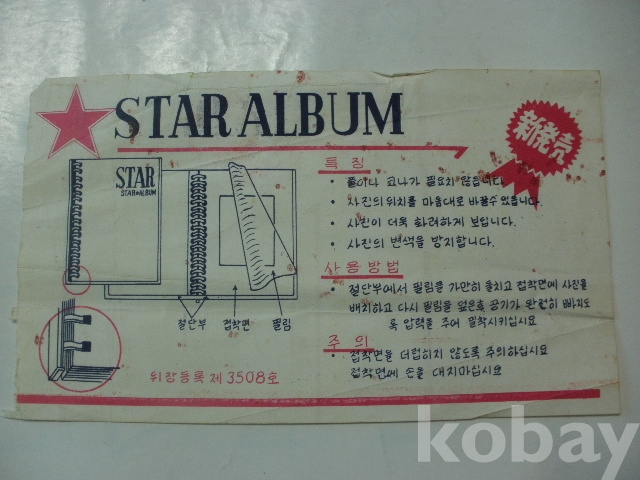 STAR ALBUM
新発売
STAR
STAR★ALBUM
특징
• 풀이나 코너가 필요치 않읍니다.
• 사진의 위치를 마음대로 바꿀수 있읍니다.
• 사진이 더욱 화려하게 보입니다.
• 사진의 변색을 방지합니다.
사용방법
• 절단부에서 필림을 가만히 들치고 접착면에 사진을
배치하고 다시 필림을 덮은후 공기가 완전히 빠지도
록 압력을 주어 밀착시키십시요
주의
• 접착면을 더럽히지 않도록 주의하십시요
접착면에 손을 대지마십시요
절단부 접착면 필림
의장등록 제 3508호
kobay